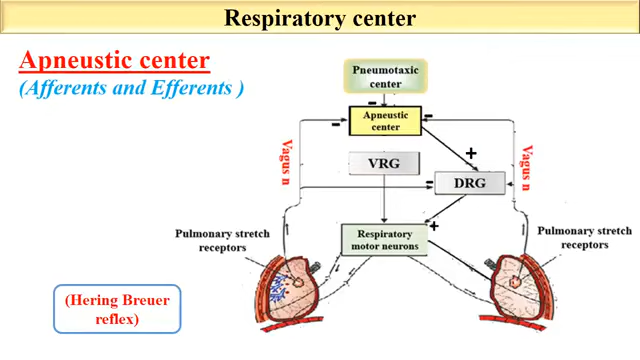 Respiratory center
Apneustic center
(Afferents and Efferents )
Pneumotaxic
center
-
-
-
Apneustic
center
+
Vagus n
Vagus n
VRG
-
DRG
+
Pulmonary stretch
receptors
Respiratory
motor neurons
Pulmonary stretch
receptors
(Hering Breuer
reflex)